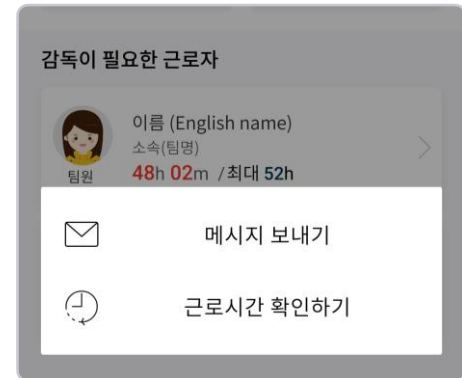 감독이 필요한 근로자
이름 (English name)
소속(팀명)
팀원
48h 02m /최대 52h
메시지 보내기
근로시간 확인하기